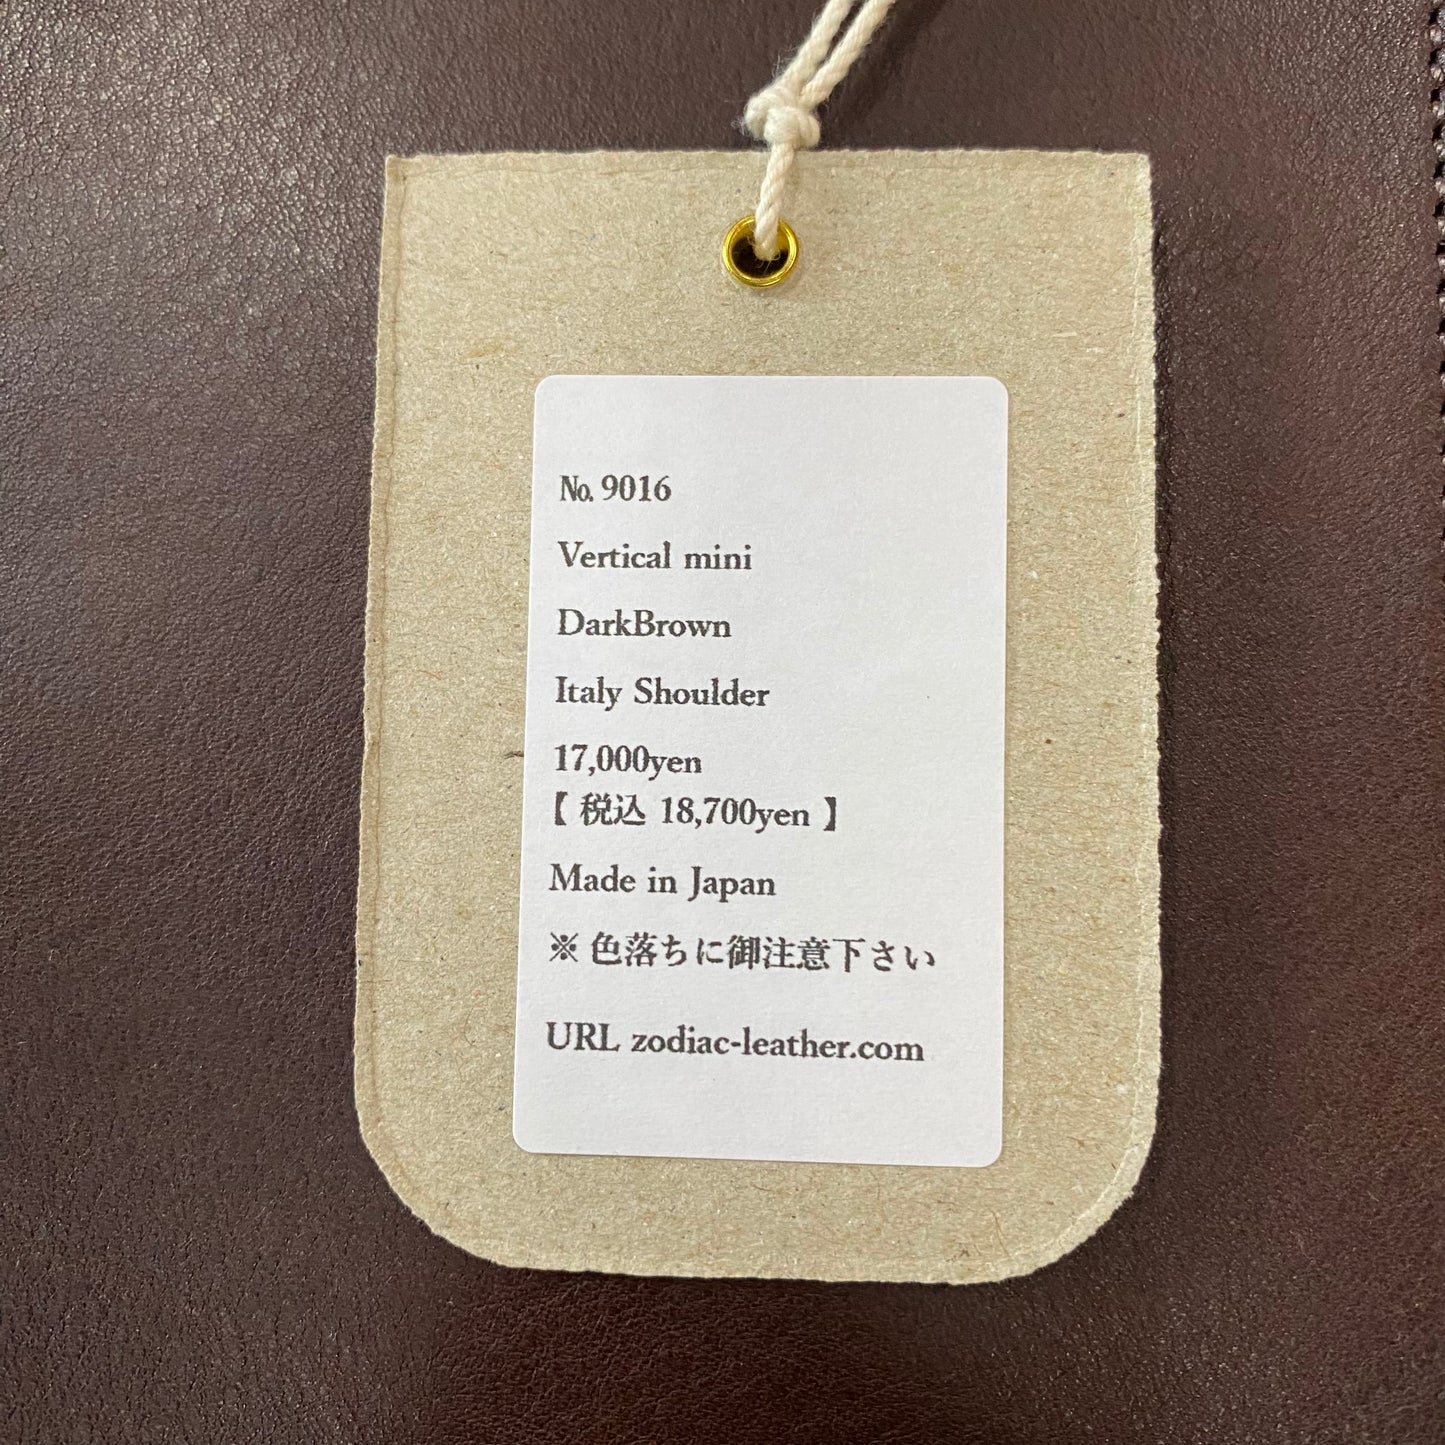 № 9016
Vertical mini
DarkBrown
Italy Shoulder
17,000yen
【 税込 18,700yen 】
Made in Japan
※ 色落ちに御注意下さい
URL zodiac-leather.com